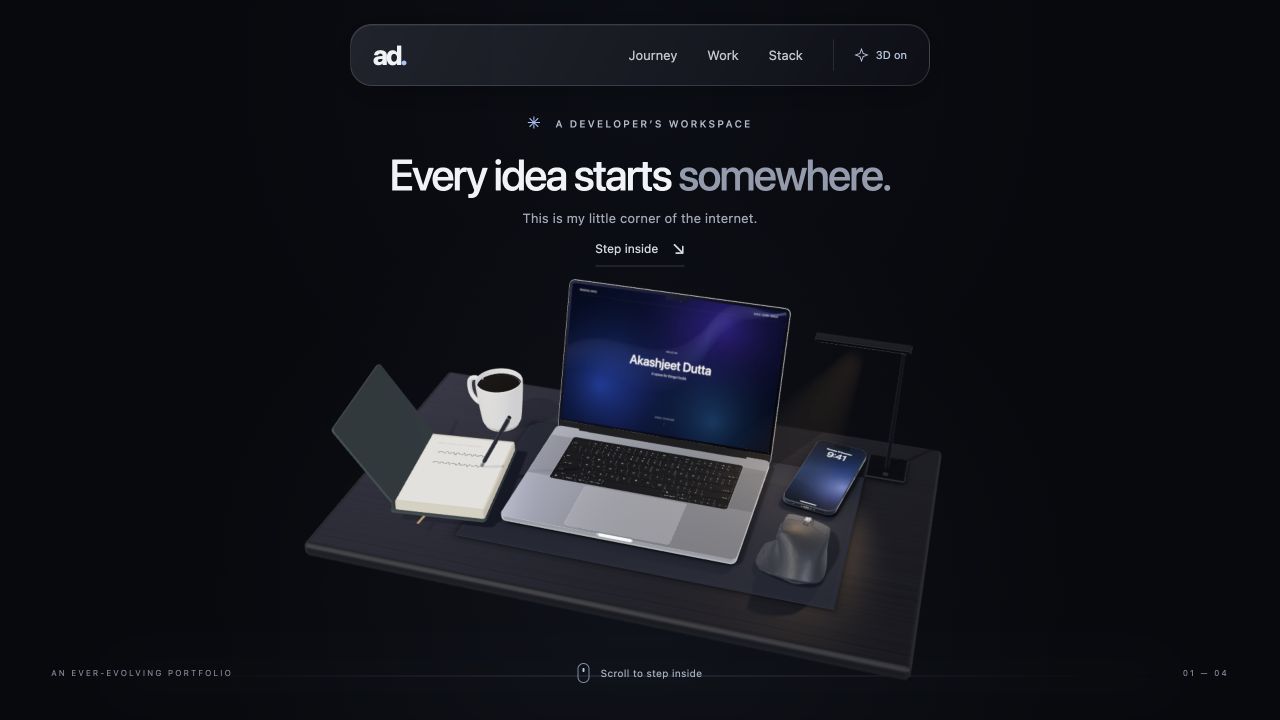 ad.
Journey Work Stack 3D on
A DEVELOPER'S WORKSPACE
Every idea starts somewhere.
This is my little corner of the internet.
Step inside
Akashjeet Dutta
9:41
AN EVER-EVOLVING PORTFOLIO
Scroll to step inside
01 — 04